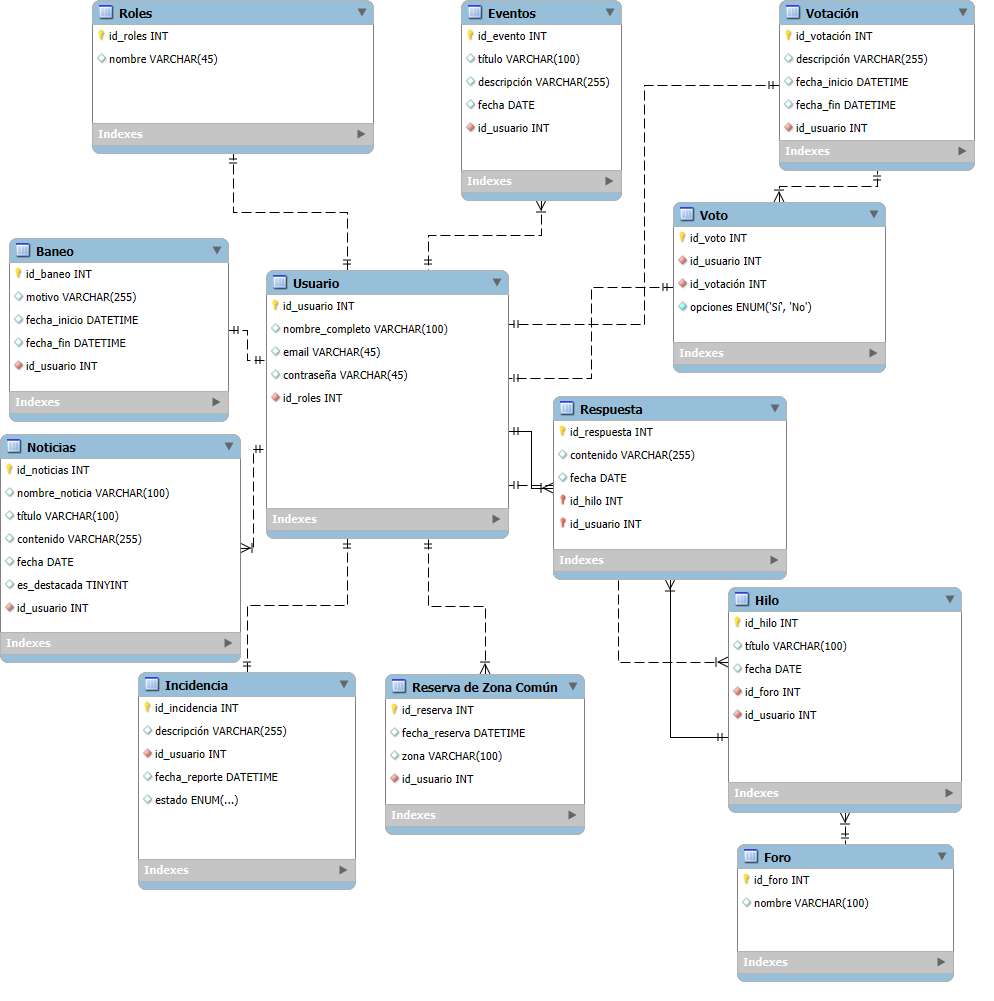 Roles
id_roles INT
nombre VARCHAR(45)
Indexes
Eventos
id_evento INT
título VARCHAR(100)
descripción VARCHAR(255)
fecha DATE
id_usuario INT
Indexes
Votación
id_votación INT
descripción VARCHAR(255)
fecha_inicio DATETIME
fecha_fin DATETIME
id_usuario INT
Indexes
Voto
id_voto INT
id_usuario INT
id_votación INT
opciones ENUM('Sí', 'No')
Indexes
Baneo
id_baneo INT
motivo VARCHAR(255)
fecha_inicio DATETIME
fecha_fin DATETIME
id_usuario INT
Indexes
Usuario
id_usuario INT
nombre_completo VARCHAR(100)
email VARCHAR(45)
contraseña VARCHAR(45)
id_roles INT
Indexes
Respuesta
id_respuesta INT
contenido VARCHAR(255)
fecha DATE
id_hilo INT
id_usuario INT
Indexes
Noticias
id_noticias INT
nombre_noticia VARCHAR(100)
título VARCHAR(100)
contenido VARCHAR(255)
fecha DATE
es_destacada TINYINT
id_usuario INT
Indexes
Hilo
id_hilo INT
título VARCHAR(100)
fecha DATE
id_foro INT
id_usuario INT
Indexes
Incidencia
id_incidencia INT
descripción VARCHAR(255)
id_usuario INT
fecha_reporte DATETIME
estado ENUM(...)
Indexes
Reserva de Zona Común
id_reserva INT
fecha_reserva DATETIME
zona VARCHAR(100)
id_usuario INT
Indexes
Foro
id_foro INT
nombre VARCHAR(100)
Indexes